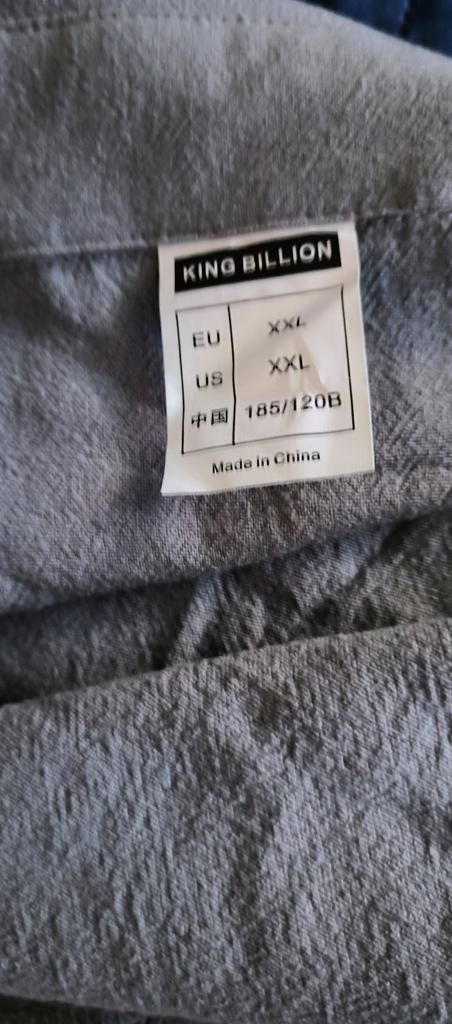 KING BILLION
EU XXL
US XXL
中国 185/120B
Made in China